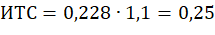 ИТС = 0,228 · 1,1 = 0,25